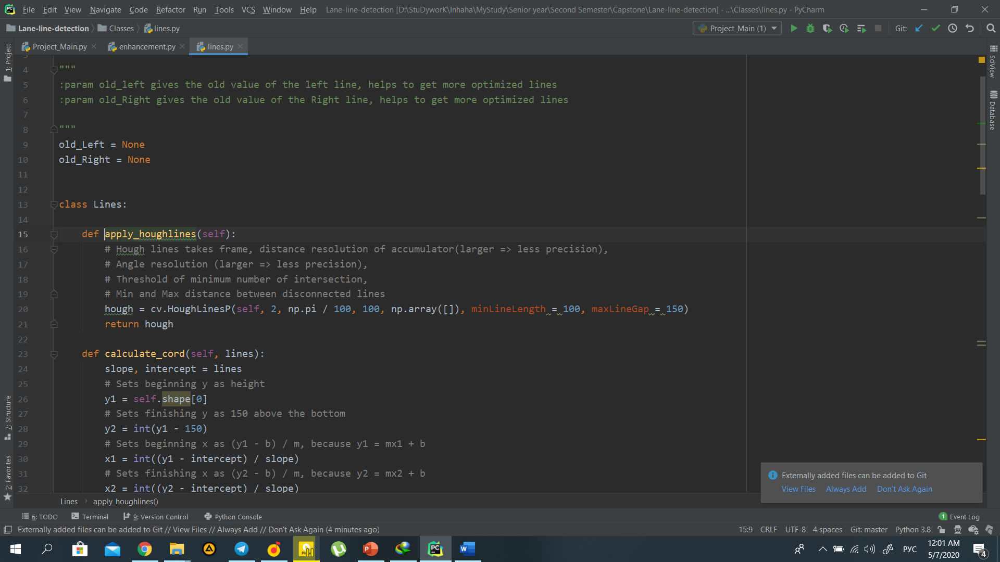 File Edit View Navigate Code Refactor Run Tools VCS Window Help Lane-line-detection [D:\StuDyworK\Inhaha\MyStudy\Senior year\Second Semester\Capstone\Lane-line-detection] - ...\Classes\lines.py - PyCharm
Lane-line-detection Classes lines.py Project_Main (1) Git:
Project_Main.py enhancement.py lines.py
1: Project
7: Structure
2: Favorites
SciView
Database
4 """
5 :param old_left gives the old value of the left line, helps to get more optimized lines
6 :param old_Right gives the old value of the Right line, helps to get more optimized lines
7
8 """
9 old_Left = None
10 old_Right = None
11
12
13 class Lines:
14
15 def apply_houghlines(self):
16 # Hough lines takes frame, distance resolution of accumulator(larger => less precision),
17 # Angle resolution (larger => less precision),
18 # Threshold of minimum number of intersection,
19 # Min and Max distance between disconnected lines
20 hough = cv.HoughLinesP(self, 2, np.pi / 100, 100, np.array([]), minLineLength = 100, maxLineGap = 150)
21 return hough
22
23 def calculate_cord(self, lines):
24 slope, intercept = lines
25 # Sets beginning y as height
26 y1 = self.shape[0]
27 # Sets finishing y as 150 above the bottom
28 y2 = int(y1 - 150)
29 # Sets beginning x as (y1 - b) / m, because y1 = mx1 + b
30 x1 = int((y1 - intercept) / slope)
31 # Sets finishing x as (y2 - b) / m, because y2 = mx2 + b
32 x2 = int((y2 - intercept) / slope)
Externally added files can be added to Git
View Files Always Add Don't Ask Again
Lines apply_houghlines()
6: TODO Terminal 9: Version Control Python Console 1 Event Log
Externally added files can be added to Git // View Files // Always Add // Don't Ask Again (4 minutes ago) 15:9 CRLF UTF-8 4 spaces Git: master Python 3.8
РУС
12:01 AM
5/7/2020
4